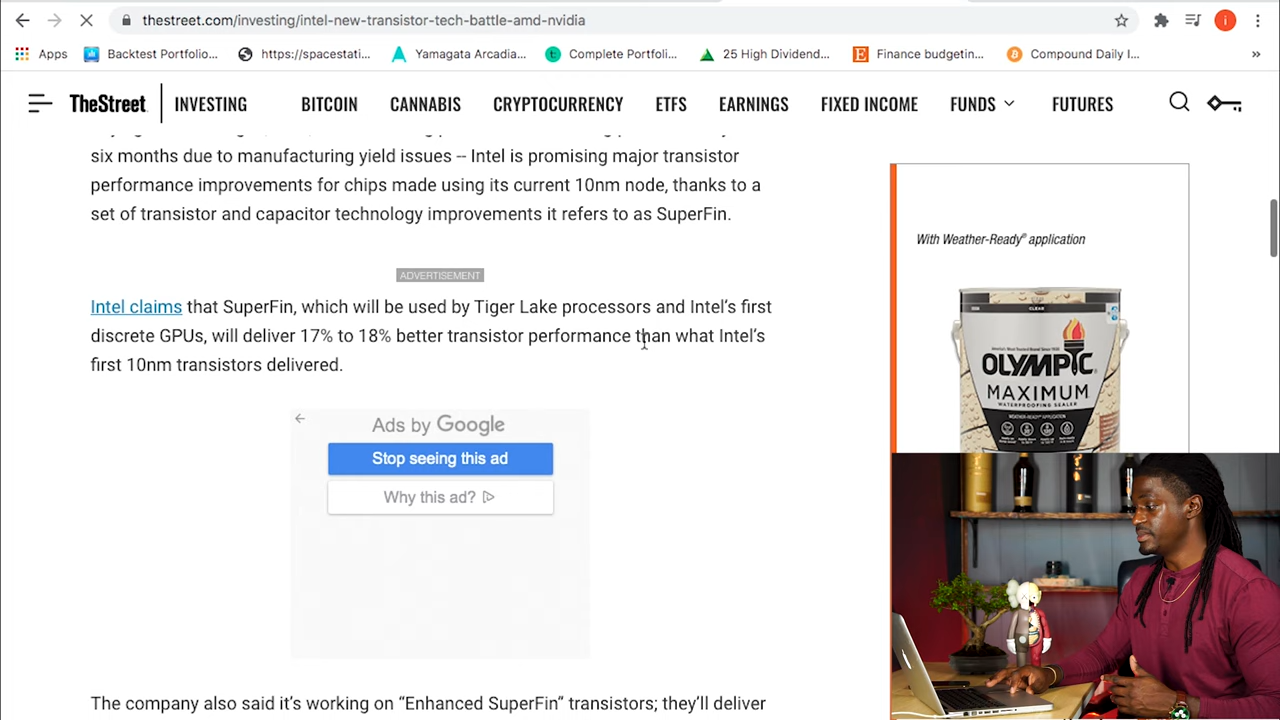 thestreet.com/investing/intel-new-transistor-tech-battle-amd-nvidia
i
Apps Backtest Portfolio... https://spacestati... Yamagata Arcadia... Complete Portfoli... 25 High Dividend... Finance budgetin... Compound Daily I... »
TheStreet INVESTING BITCOIN CANNABIS CRYPTOCURRENCY ETFS EARNINGS FIXED INCOME FUNDS FUTURES
six months due to manufacturing yield issues -- Intel is promising major transistor
performance improvements for chips made using its current 10nm node, thanks to a
set of transistor and capacitor technology improvements it refers to as SuperFin.
ADVERTISEMENT
Intel claims that SuperFin, which will be used by Tiger Lake processors and Intel's first
discrete GPUs, will deliver 17% to 18% better transistor performance than what Intel's
first 10nm transistors delivered.
Ads by Google
Stop seeing this ad
Why this ad?
The company also said it's working on “Enhanced SuperFin” transistors; they'll deliver
With Weather-Ready® application
CLEAR
OLYMPIC
MAXIMUM
WATERPROOFING SEALER
WEATHER-READY® APPLICATION